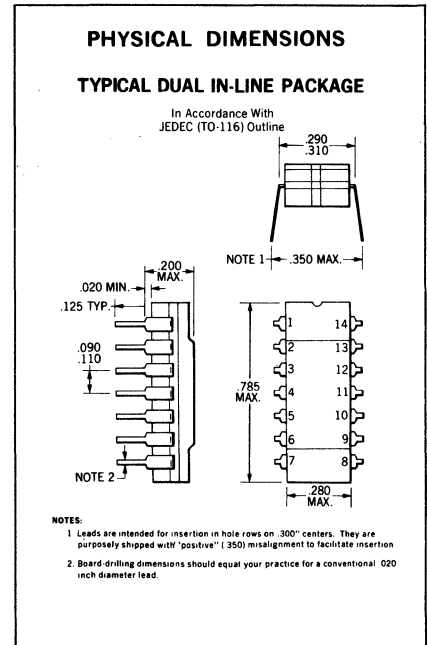 PHYSICAL DIMENSIONS
TYPICAL DUAL IN-LINE PACKAGE
In Accordance With
JEDEC (TO-116) Outline
.290
.310
NOTE 1
.350 MAX.
.200
MAX.
.020 MIN.
.125 TYP.
.090
.110
NOTE 2
.785
MAX.
1 14
2 13
3 12
4 11
5 10
6 9
7 8
.280
MAX.
NOTES:
1 Leads are intended for insertion in hole rows on .300" centers. They are
purposely shipped with "positive" ( 350) misalignment to facilitate insertion
2. Board-drilling dimensions should equal your practice for a conventional 020
inch diameter lead.